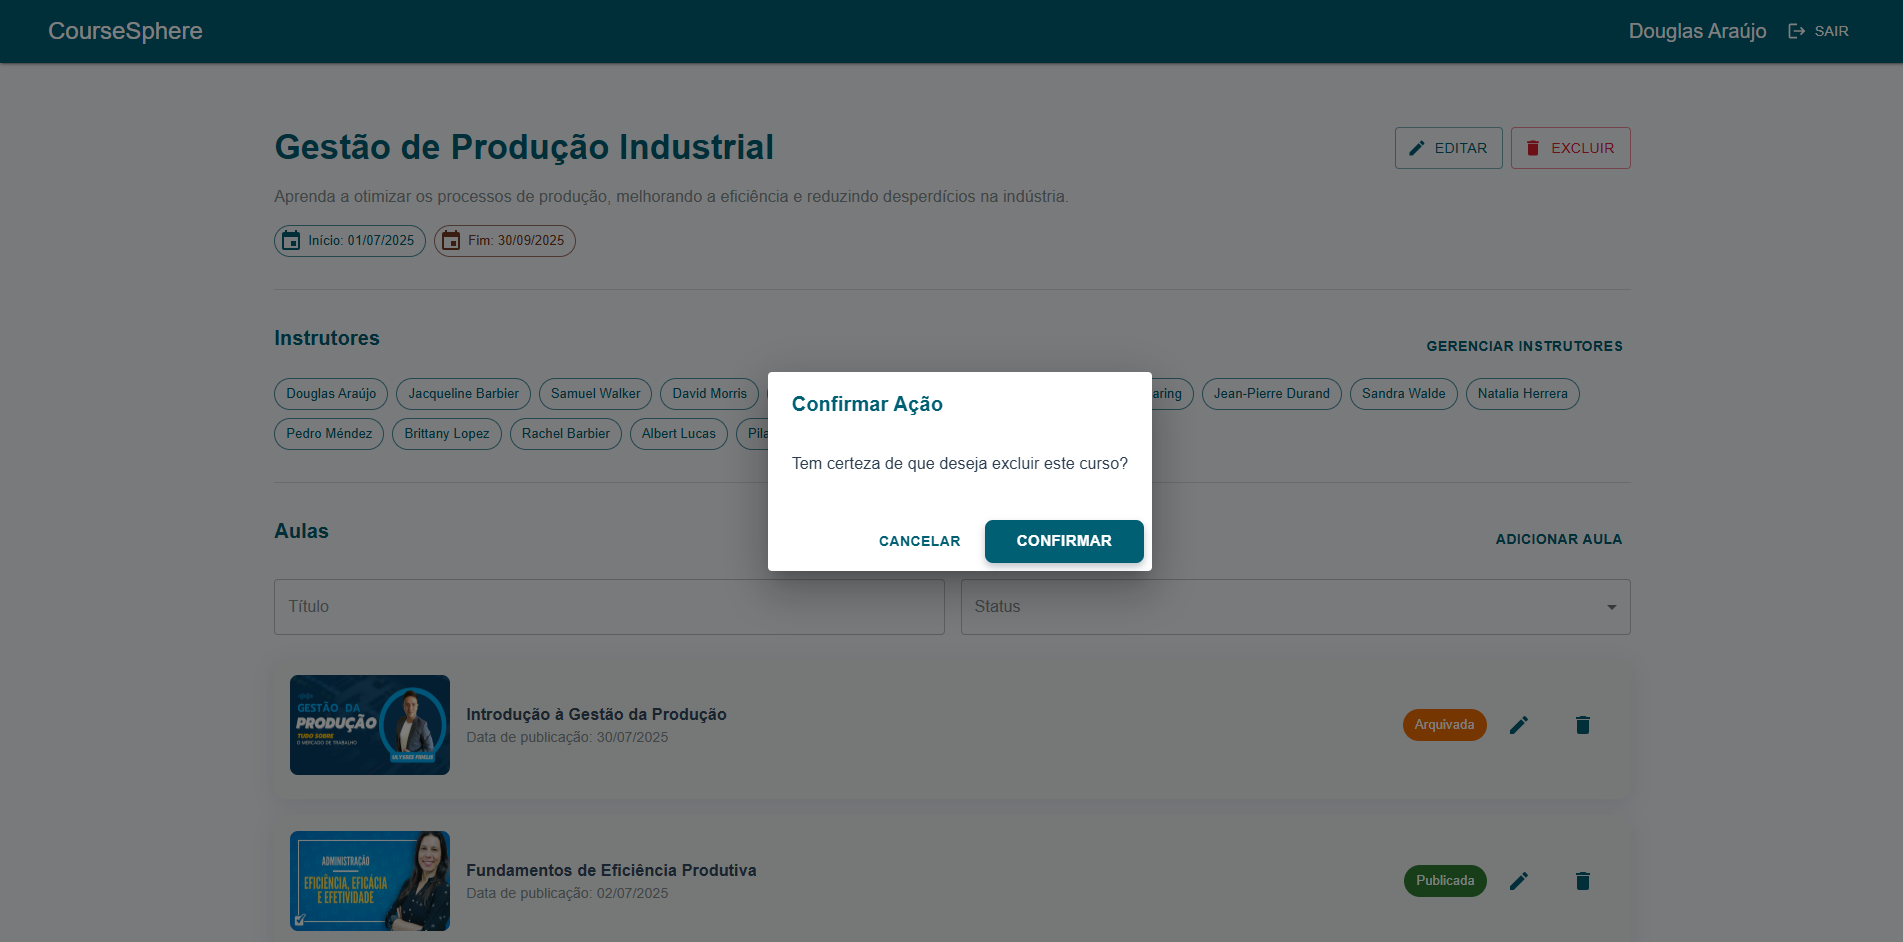 CourseSphere
Douglas Araújo
SAIR
Gestão de Produção Industrial
EDITAR
EXCLUIR
Aprenda a otimizar os processos de produção, melhorando a eficiência e reduzindo desperdícios na indústria.
Início: 01/07/2025
Fim: 30/09/2025
Instrutores
GERENCIAR INSTRUTORES
Douglas Araújo
Jacqueline Barbier
Samuel Walker
David Morris
Jean-Pierre Durand
Sandra Walde
Natalia Herrera
Pedro Méndez
Brittany Lopez
Rachel Barbier
Albert Lucas
Confirmar Ação
Tem certeza de que deseja excluir este curso?
CANCELAR
CONFIRMAR
Aulas
ADICIONAR AULA
Título
Status
GESTÃO DA
PRODUÇÃO
TUDO SOBRE
O MERCADO DE TRABALHO
ULYSSES FIDELIS
Introdução à Gestão da Produção
Data de publicação: 30/07/2025
Arquivada
ADMINISTRAÇÃO
EFICIÊNCIA, EFICÁCIA
E EFETIVIDADE
Fundamentos de Eficiência Produtiva
Data de publicação: 02/07/2025
Publicada